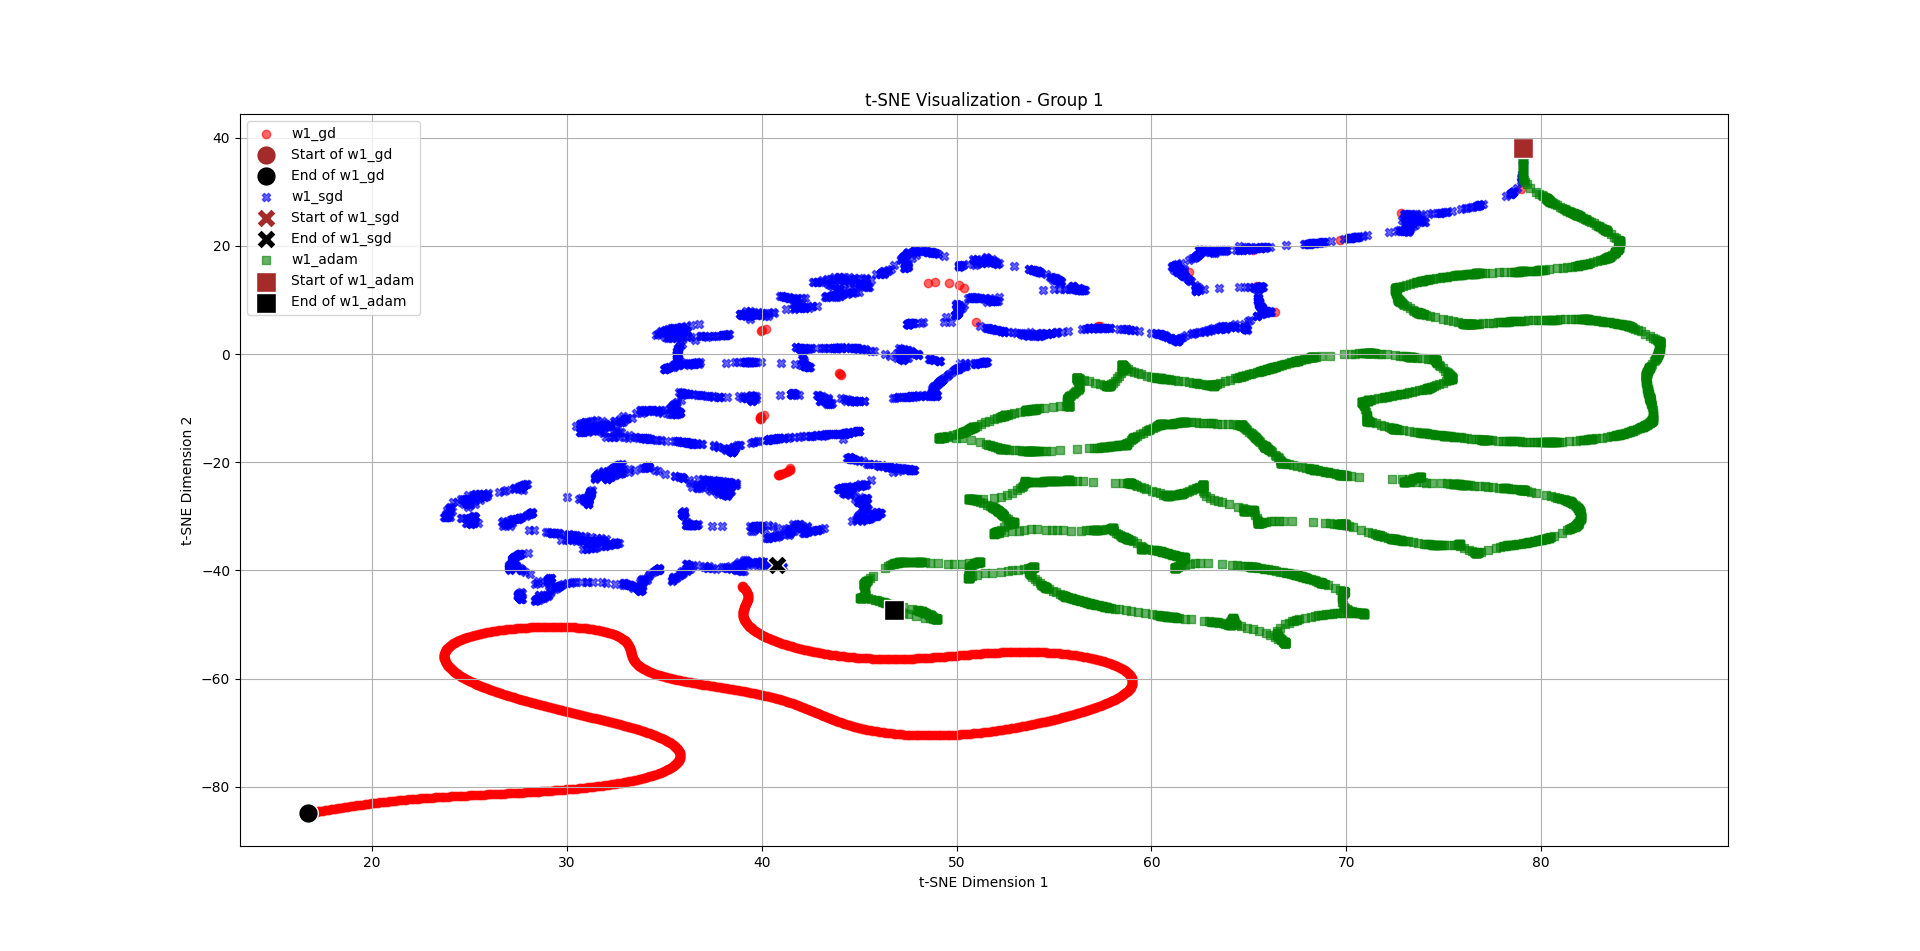 t-SNE Visualization - Group 1
w1_gd
Start of w1_gd
End of w1_gd
w1_sgd
Start of w1_sgd
End of w1_sgd
w1_adam
Start of w1_adam
End of w1_adam
40
20
0
−20
−40
−60
−80
t-SNE Dimension 2
20
30
40
50
60
70
80
t-SNE Dimension 1